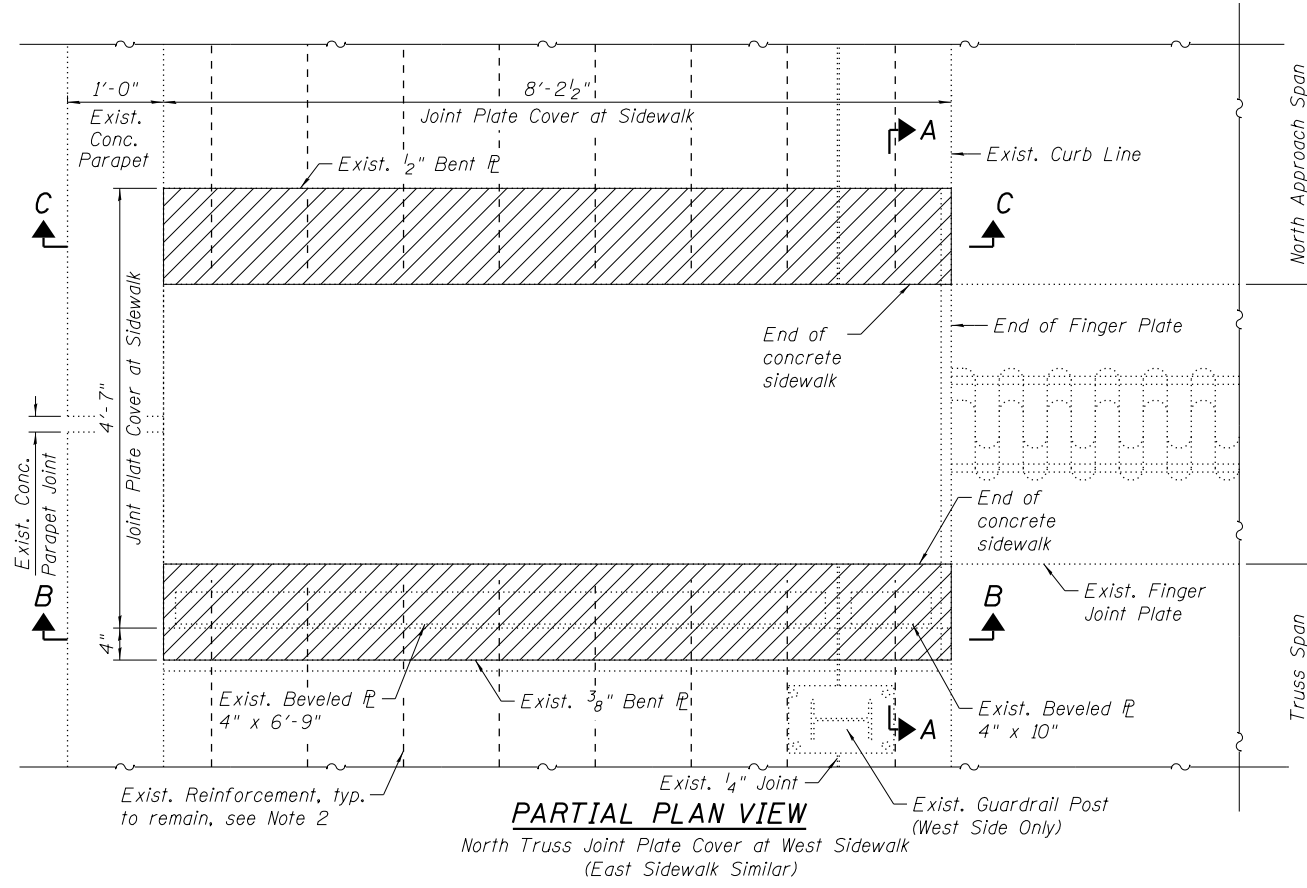 1'-0"
8'-2½"
Exist.
Conc.
Parapet
Joint Plate Cover at Sidewalk
A
Exist. ½" Bent ℞
Exist. Curb Line
North Approach Span
C
C
4'-7"
Joint Plate Cover at Sidewalk
End of
concrete
sidewalk
End of Finger Plate
Exist. Conc.
Parapet Joint
End of
concrete
sidewalk
B
B
Exist. Finger
Joint Plate
4"
Truss Span
Exist. Beveled ℞
4" x 6'-9"
Exist. ⅜" Bent ℞
Exist. Beveled ℞
4" x 10"
A
Exist. Reinforcement, typ.
to remain, see Note 2
Exist. ¼" Joint
Exist. Guardrail Post
(West Side Only)
PARTIAL PLAN VIEW
North Truss Joint Plate Cover at West Sidewalk
(East Sidewalk Similar)